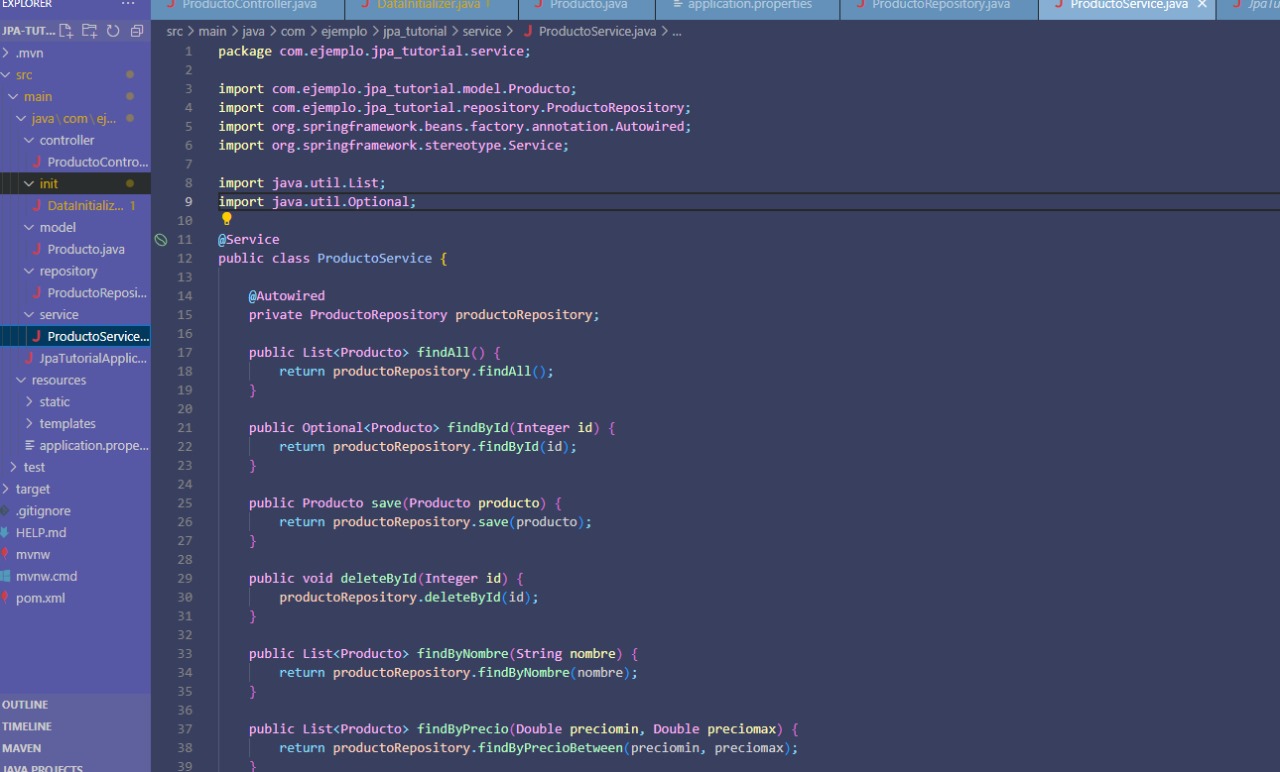 EXPLORER
ProductoController.java
DataInitializer.java 1
Producto.java
application.properties
ProductoRepository.java
ProductoService.java
JPA-TUT...
src > main > java > com > ejemplo > jpa_tutorial > service > ProductoService.java > ...
.mvn
src
main
java\com\ej...
controller
ProductoContro...
init
DataInitializ... 1
model
Producto.java
repository
ProductoReposi...
service
ProductoService...
JpaTutorialApplic...
resources
static
templates
application.prope...
test
target
.gitignore
HELP.md
mvnw
mvnw.cmd
pom.xml
OUTLINE
TIMELINE
MAVEN
JAVA PROJECTS
1 package com.ejemplo.jpa_tutorial.service;
2
3 import com.ejemplo.jpa_tutorial.model.Producto;
4 import com.ejemplo.jpa_tutorial.repository.ProductoRepository;
5 import org.springframework.beans.factory.annotation.Autowired;
6 import org.springframework.stereotype.Service;
7
8 import java.util.List;
9 import java.util.Optional;
10
11 @Service
12 public class ProductoService {
13
14 @Autowired
15 private ProductoRepository productoRepository;
16
17 public List<Producto> findAll() {
18 return productoRepository.findAll();
19 }
20
21 public Optional<Producto> findById(Integer id) {
22 return productoRepository.findById(id);
23 }
24
25 public Producto save(Producto producto) {
26 return productoRepository.save(producto);
27 }
28
29 public void deleteById(Integer id) {
30 productoRepository.deleteById(id);
31 }
32
33 public List<Producto> findByNombre(String nombre) {
34 return productoRepository.findByNombre(nombre);
35 }
36
37 public List<Producto> findByPrecio(Double preciomin, Double preciomax) {
38 return productoRepository.findByPrecioBetween(preciomin, preciomax);
39 }